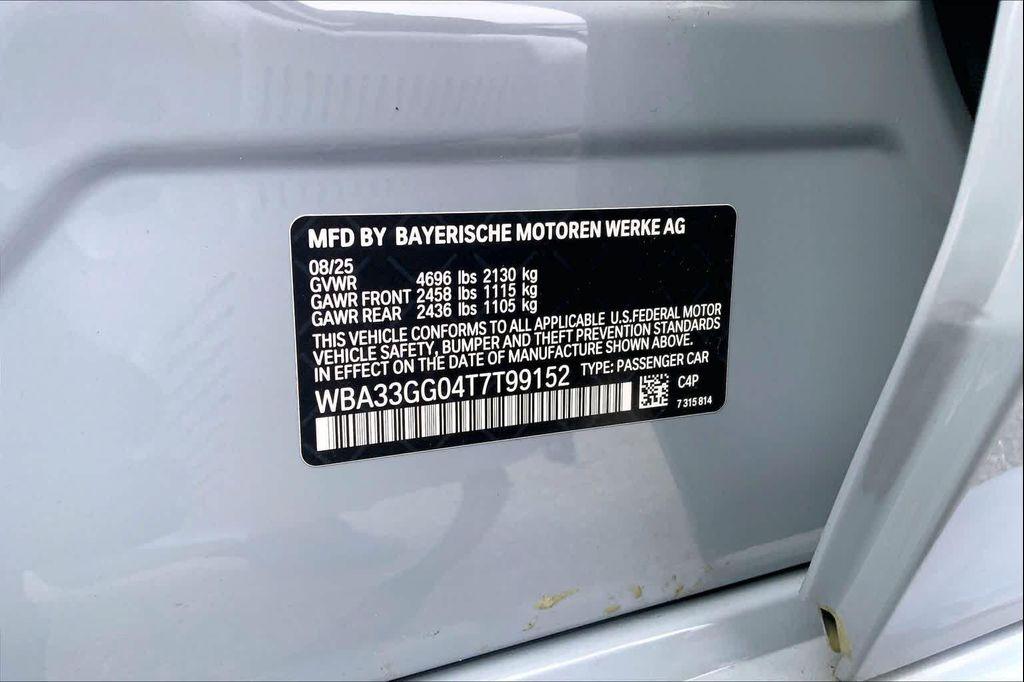 MFD BY BAYERISCHE MOTOREN WERKE AG
08/25
GVWR 4696 lbs 2130 kg
GAWR FRONT 2458 lbs 1115 kg
GAWR REAR 2436 lbs 1105 kg
THIS VEHICLE CONFORMS TO ALL APPLICABLE U.S.FEDERAL MOTOR
VEHICLE SAFETY, BUMPER AND THEFT PREVENTION STANDARDS
IN EFFECT ON THE DATE OF MANUFACTURE SHOWN ABOVE.
WBA33GG04T7T99152 TYPE: PASSENGER CAR
C4P
7 315 814